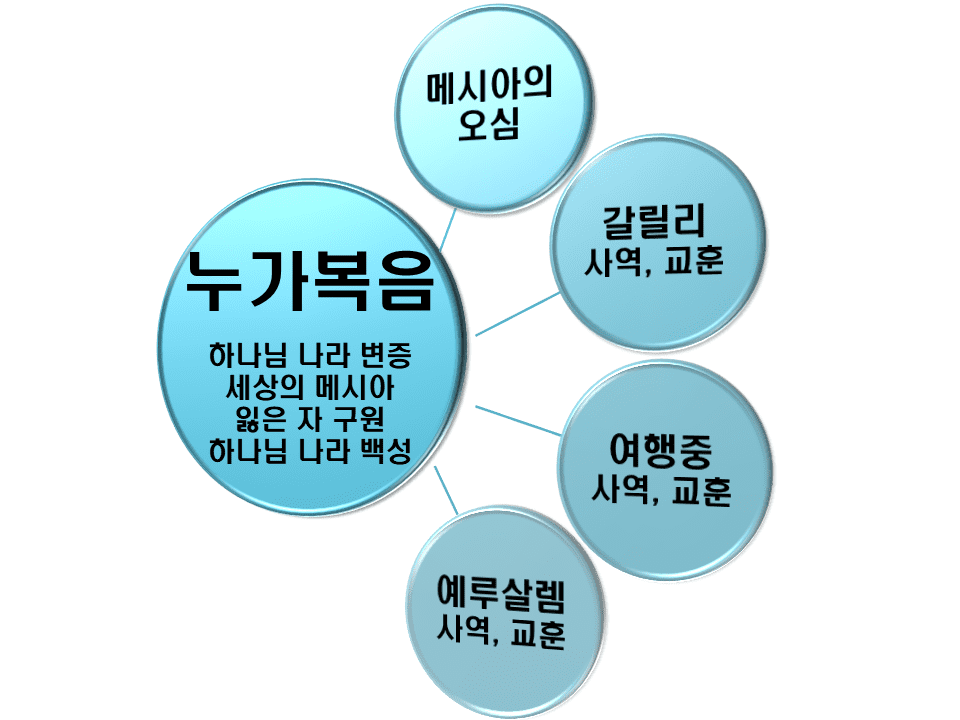 메시아의
오심
갈릴리
사역, 교훈
누가복음
하나님 나라 변증
세상의 메시아
잃은 자 구원
하나님 나라 백성
여행중
사역, 교훈
예루살렘
사역, 교훈